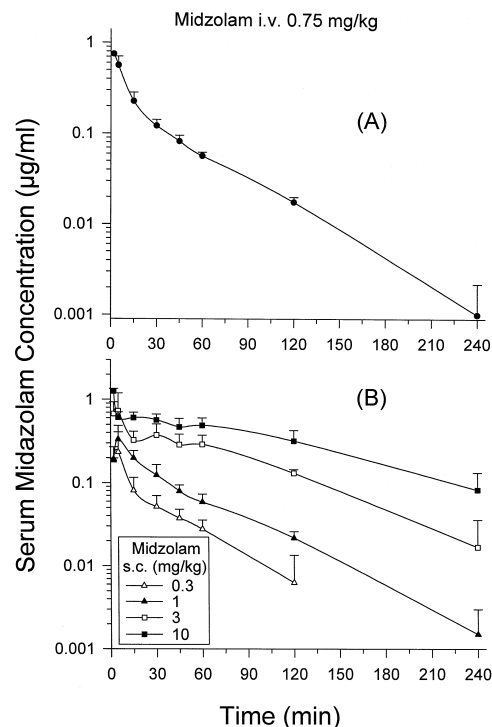 Midzolam i.v. 0.75 mg/kg
Serum Midazolam Concentration (µg/ml)
1
0.1
0.01
0.001
(A)
0 30 60 90 120 150 180 210 240
1
0.1
0.01
0.001
(B)
Midzolam
s.c. (mg/kg)
0.3
1
3
10
0 30 60 90 120 150 180 210 240
Time (min)